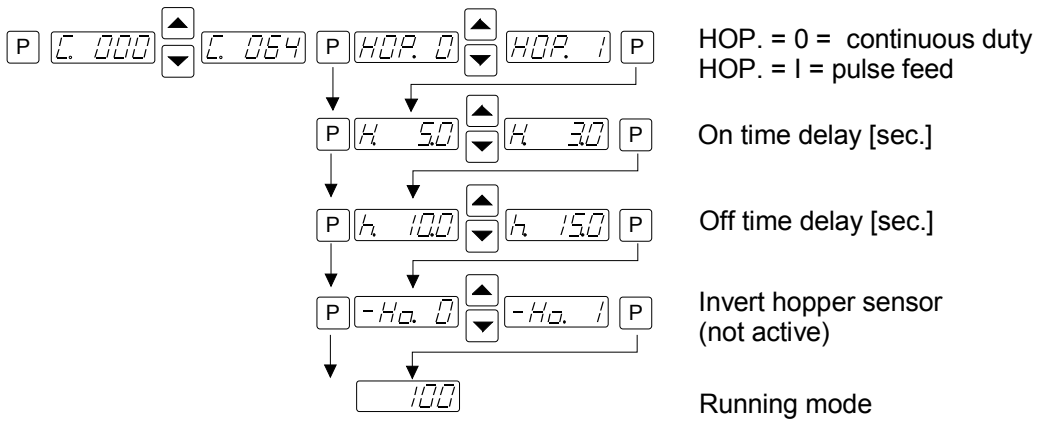 P C. 000 C. 064 P HOP. 0 HOP. 1 P
HOP. = 0 = continuous duty
HOP. = I = pulse feed
P H. 5.0 H. 3.0 P On time delay [sec.]
P h. 10.0 h. 15.0 P Off time delay [sec.]
P -Ho. 0 -Ho. 1 P
Invert hopper sensor
(not active)
100 Running mode